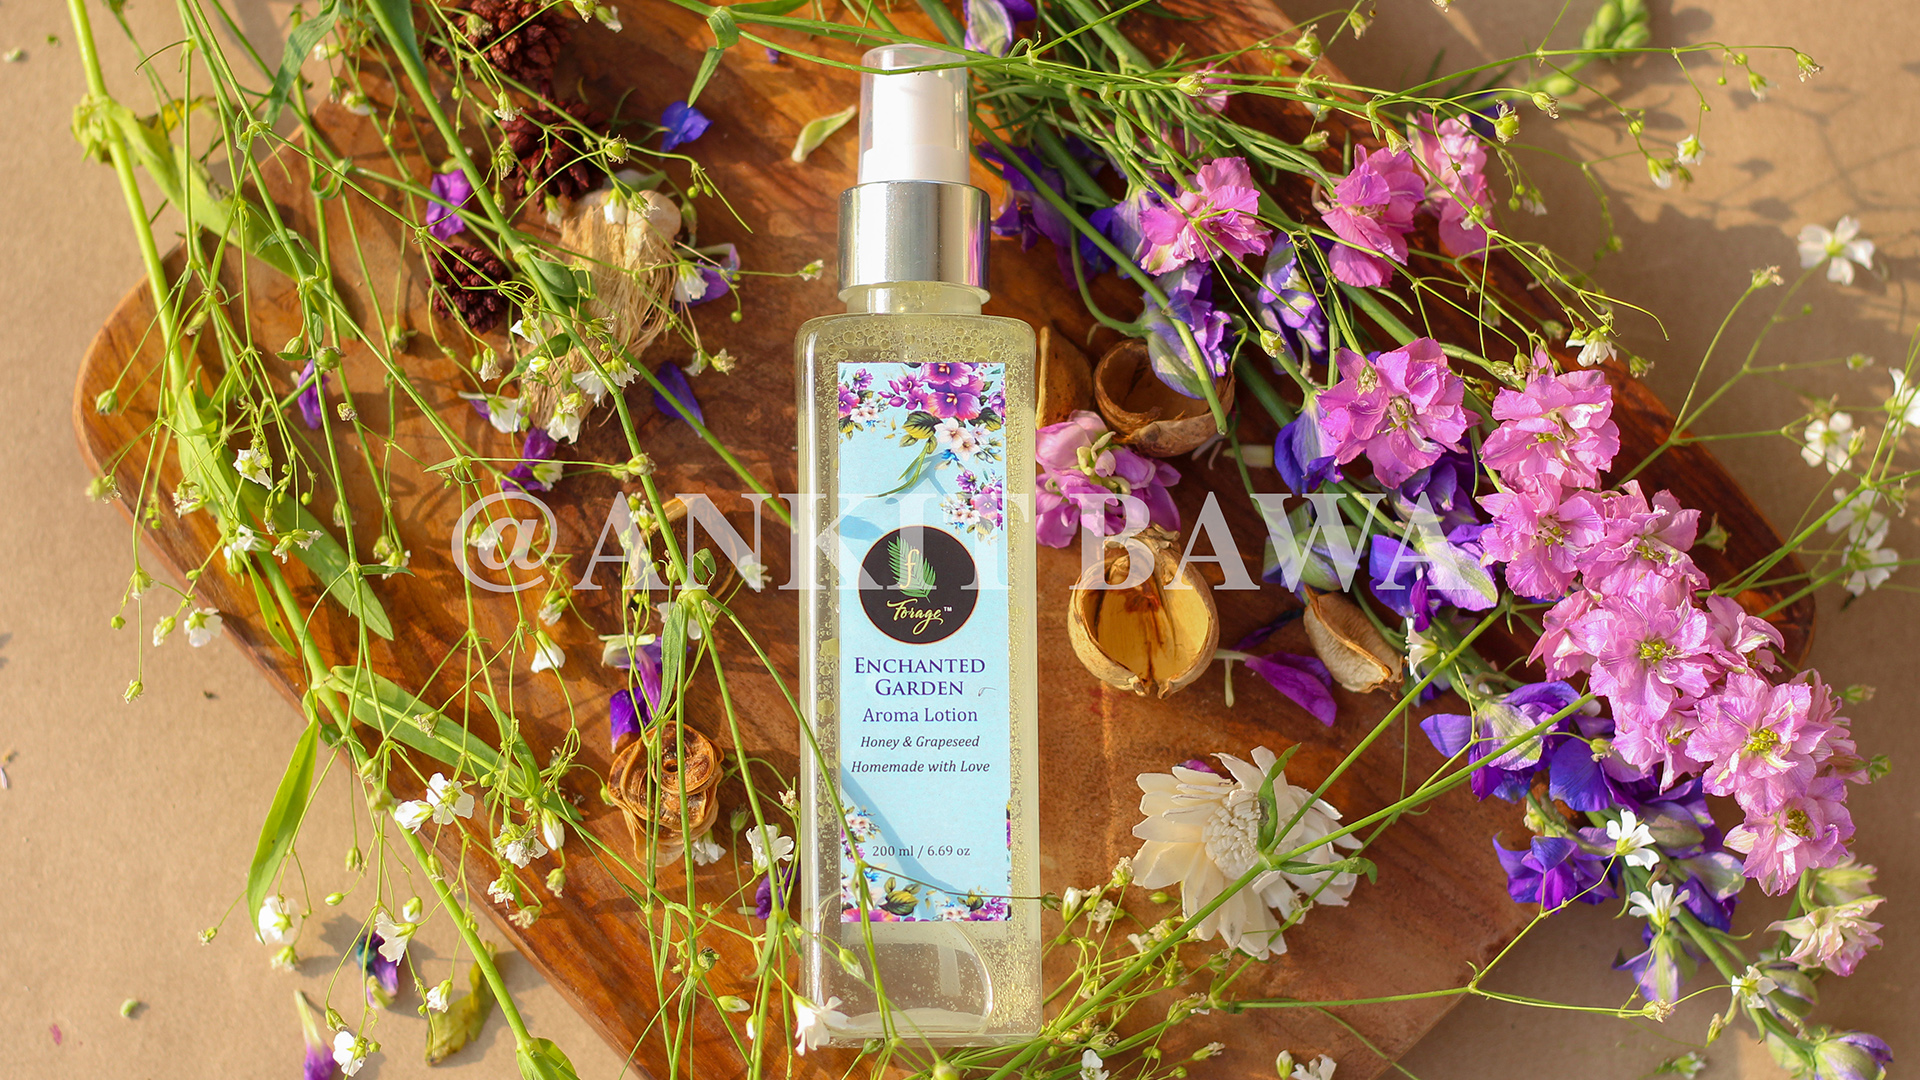 @ANKIT BAWA
f
Forage™
ENCHANTED
GARDEN
Aroma Lotion
Honey & Grapeseed
Homemade with Love
200 ml / 6.69 oz